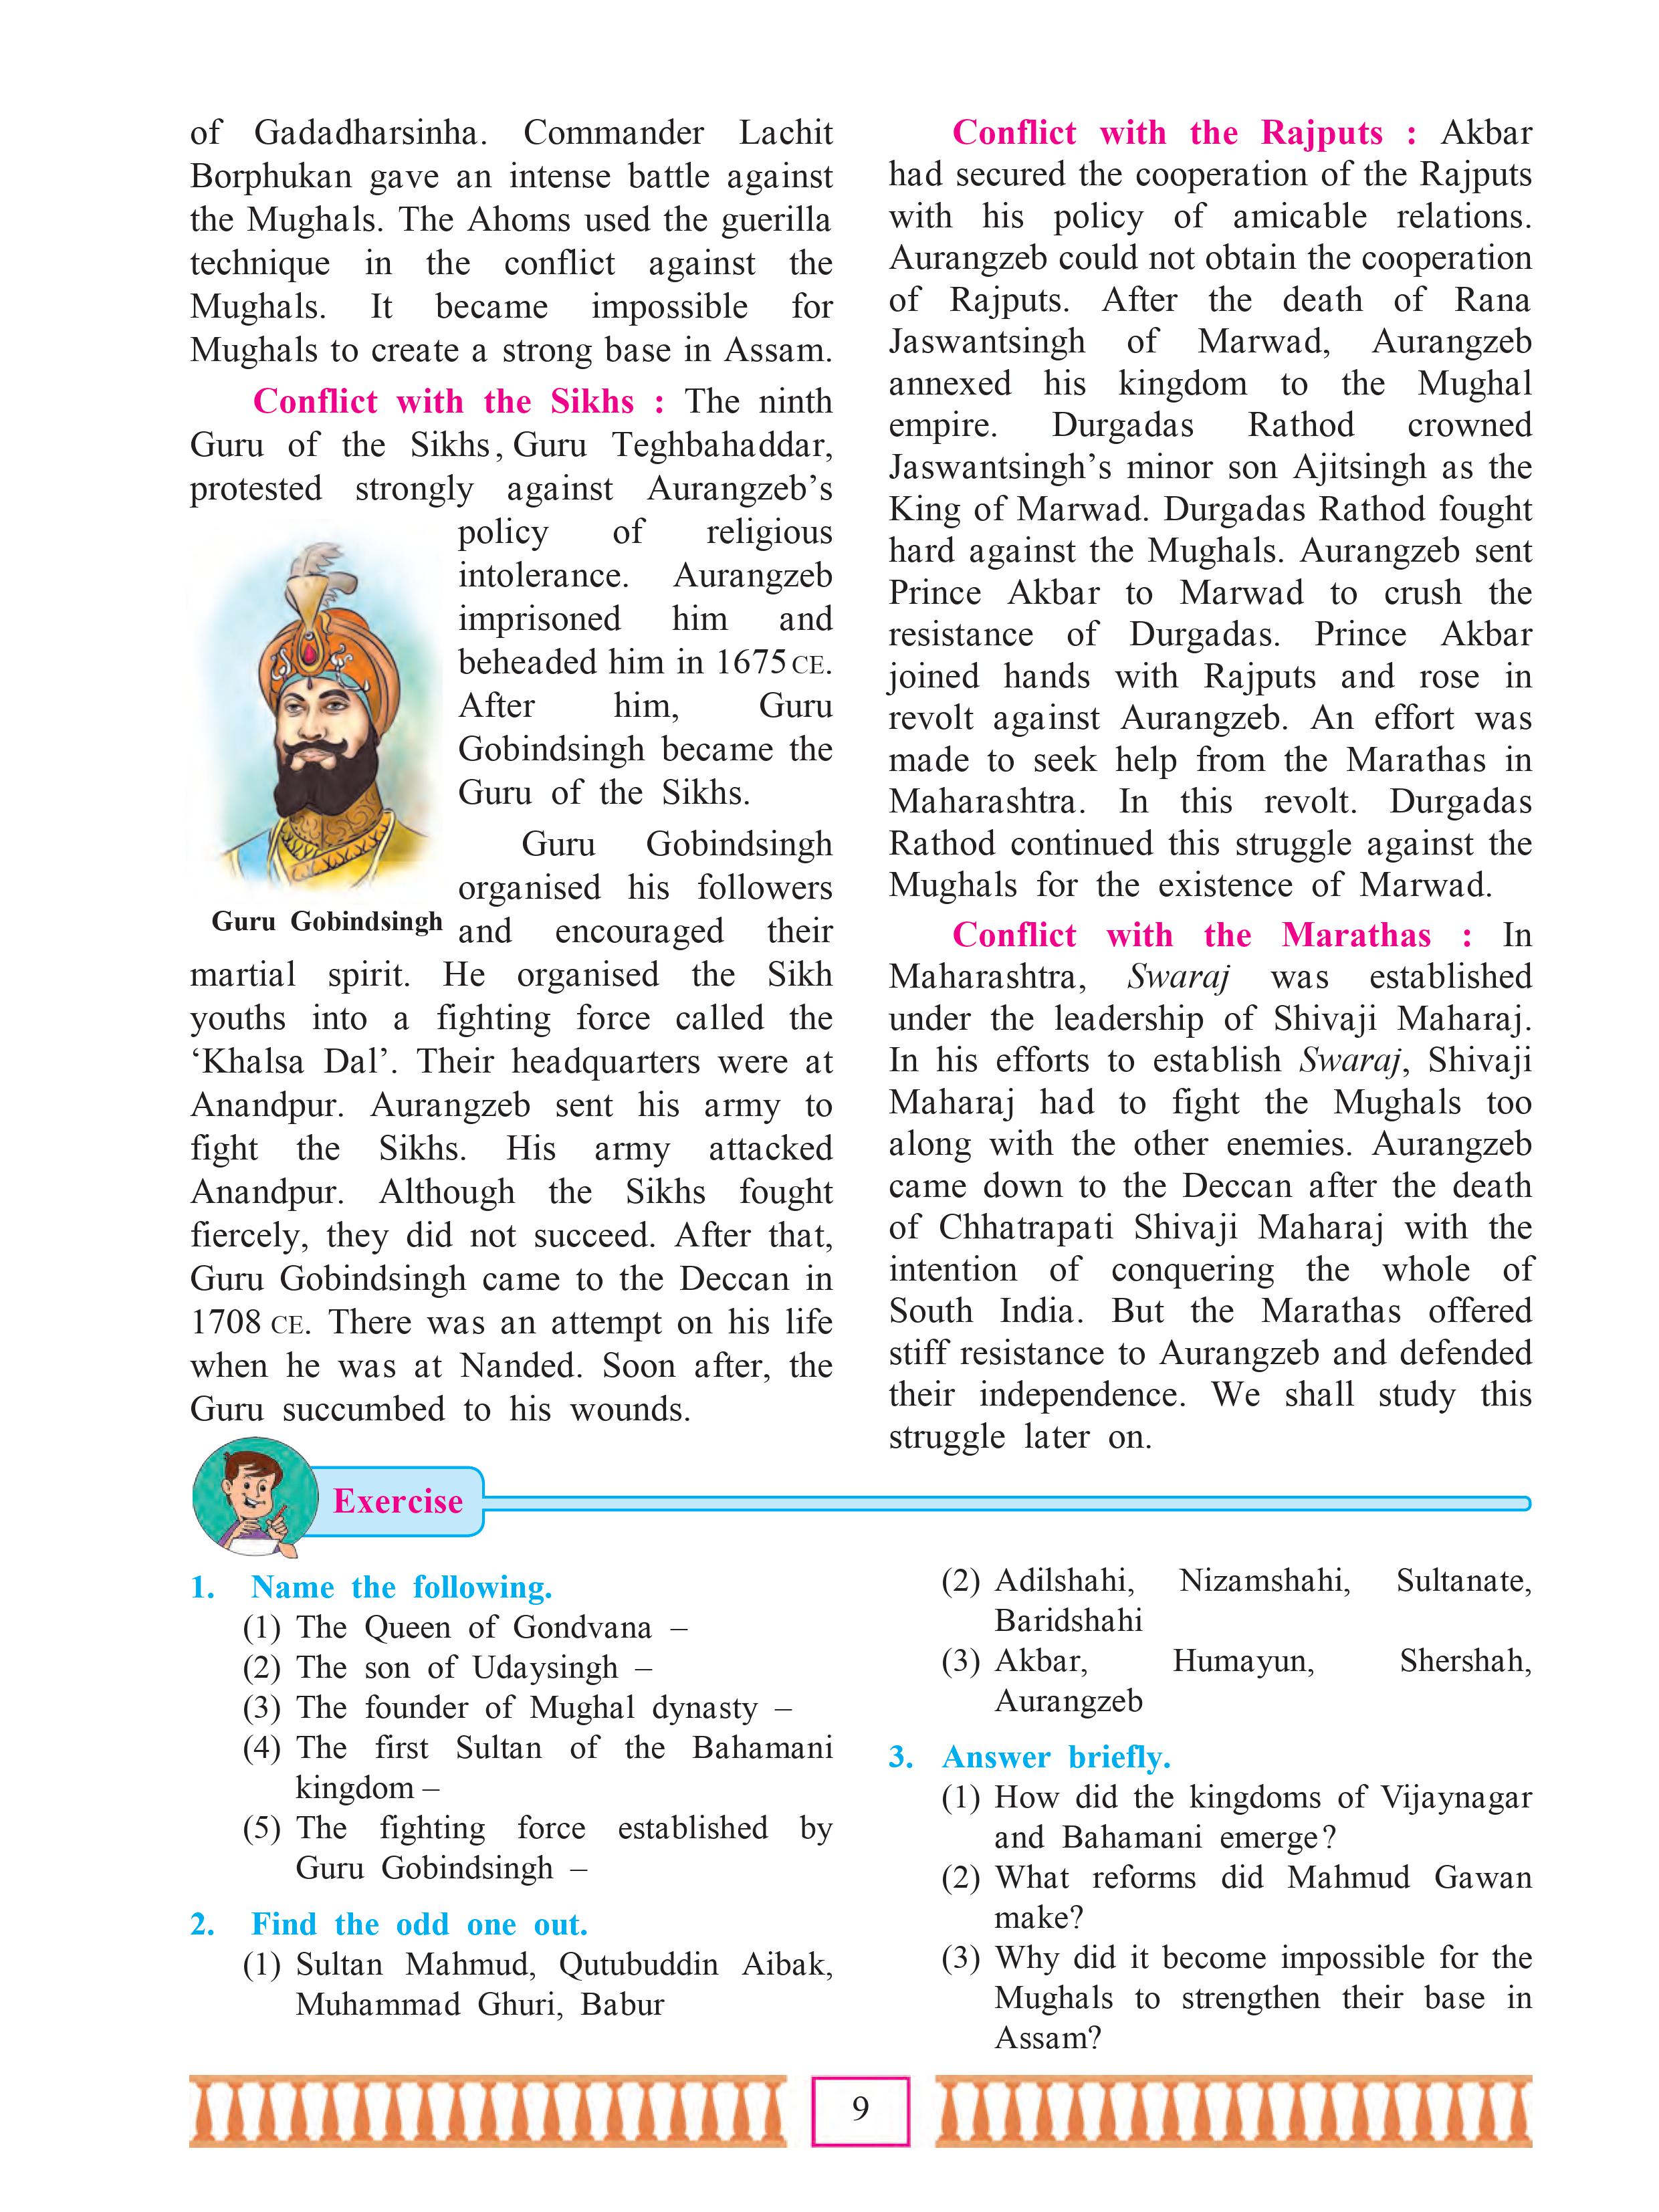 of Gadadharsinha. Commander Lachit
Borphukan gave an intense battle against
the Mughals. The Ahoms used the guerilla
technique in the conflict against the
Mughals. It became impossible for
Mughals to create a strong base in Assam.
Conflict with the Sikhs : The ninth
Guru of the Sikhs, Guru Teghbahaddar,
protested strongly against Aurangzeb’s
policy of religious
intolerance. Aurangzeb
imprisoned him and
beheaded him in 1675 CE.
After him, Guru
Gobindsingh became the
Guru of the Sikhs.
Guru Gobindsingh
organised his followers
Guru Gobindsingh
and encouraged their
martial spirit. He organised the Sikh
youths into a fighting force called the
‘Khalsa Dal’. Their headquarters were at
Anandpur. Aurangzeb sent his army to
fight the Sikhs. His army attacked
Anandpur. Although the Sikhs fought
fiercely, they did not succeed. After that,
Guru Gobindsingh came to the Deccan in
1708 CE. There was an attempt on his life
when he was at Nanded. Soon after, the
Guru succumbed to his wounds.
Conflict with the Rajputs : Akbar
had secured the cooperation of the Rajputs
with his policy of amicable relations.
Aurangzeb could not obtain the cooperation
of Rajputs. After the death of Rana
Jaswantsingh of Marwad, Aurangzeb
annexed his kingdom to the Mughal
empire. Durgadas Rathod crowned
Jaswantsingh’s minor son Ajitsingh as the
King of Marwad. Durgadas Rathod fought
hard against the Mughals. Aurangzeb sent
Prince Akbar to Marwad to crush the
resistance of Durgadas. Prince Akbar
joined hands with Rajputs and rose in
revolt against Aurangzeb. An effort was
made to seek help from the Marathas in
Maharashtra. In this revolt. Durgadas
Rathod continued this struggle against the
Mughals for the existence of Marwad.
Conflict with the Marathas : In
Maharashtra, Swaraj was established
under the leadership of Shivaji Maharaj.
In his efforts to establish Swaraj, Shivaji
Maharaj had to fight the Mughals too
along with the other enemies. Aurangzeb
came down to the Deccan after the death
of Chhatrapati Shivaji Maharaj with the
intention of conquering the whole of
South India. But the Marathas offered
stiff resistance to Aurangzeb and defended
their independence. We shall study this
struggle later on.
Exercise
1. Name the following.
(1) The Queen of Gondvana –
(2) The son of Udaysingh –
(3) The founder of Mughal dynasty –
(4) The first Sultan of the Bahamani
kingdom –
(5) The fighting force established by
Guru Gobindsingh –
2. Find the odd one out.
(1) Sultan Mahmud, Qutubuddin Aibak,
Muhammad Ghuri, Babur
(2) Adilshahi, Nizamshahi, Sultanate,
Baridshahi
(3) Akbar, Humayun, Shershah,
Aurangzeb
3. Answer briefly.
(1) How did the kingdoms of Vijaynagar
and Bahamani emerge?
(2) What reforms did Mahmud Gawan
make?
(3) Why did it become impossible for the
Mughals to strengthen their base in
Assam?
9